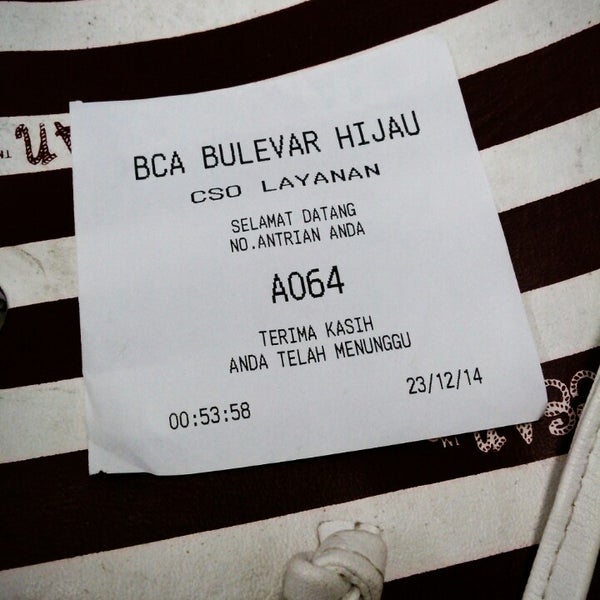 BCA BULEVAR HIJAU
CSO LAYANAN
SELAMAT DATANG
NO.ANTRIAN ANDA
A064
TERIMA KASIH
ANDA TELAH MENUNGGU
00:53:58 23/12/14